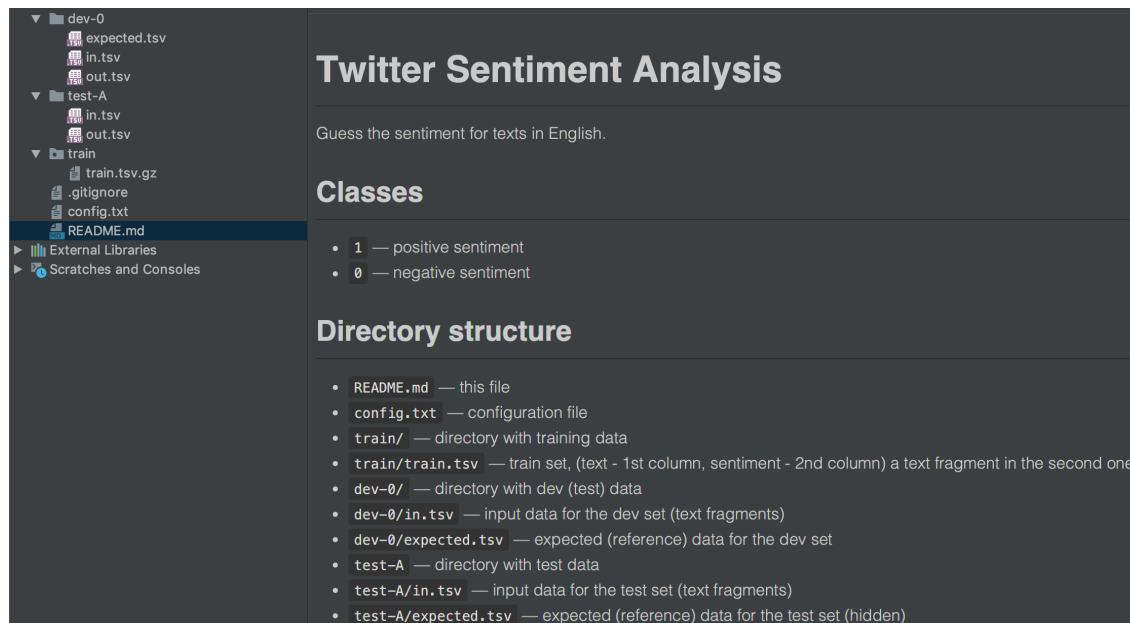 dev-0
expected.tsv
in.tsv
out.tsv
test-A
in.tsv
out.tsv
train
train.tsv.gz
.gitignore
config.txt
README.md
External Libraries
Scratches and Consoles
Twitter Sentiment Analysis
Guess the sentiment for texts in English.
Classes
• 1 — positive sentiment
• 0 — negative sentiment
Directory structure
• README.md — this file
• config.txt — configuration file
• train/ — directory with training data
• train/train.tsv — train set, (text - 1st column, sentiment - 2nd column) a text fragment in the second one
• dev-0/ — directory with dev (test) data
• dev-0/in.tsv — input data for the dev set (text fragments)
• dev-0/expected.tsv — expected (reference) data for the dev set
• test-A — directory with test data
• test-A/in.tsv — input data for the test set (text fragments)
• test-A/expected.tsv — expected (reference) data for the test set (hidden)